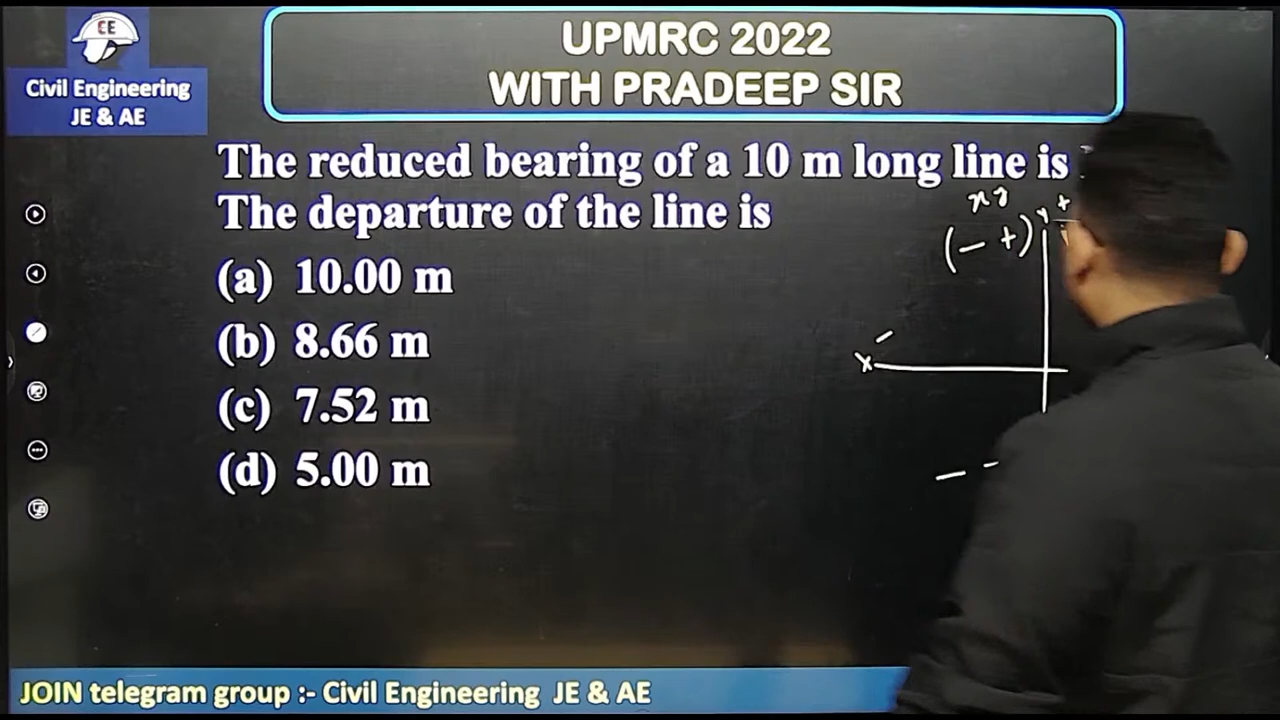 CE
Civil Engineering
JE & AE
UPMRC 2022
WITH PRADEEP SIR
The reduced bearing of a 10 m long line is
The departure of the line is
(a) 10.00 m
(b) 8.66 m
(c) 7.52 m
(d) 5.00 m
(- +)
x -
- -
JOIN telegram group :- Civil Engineering JE & AE